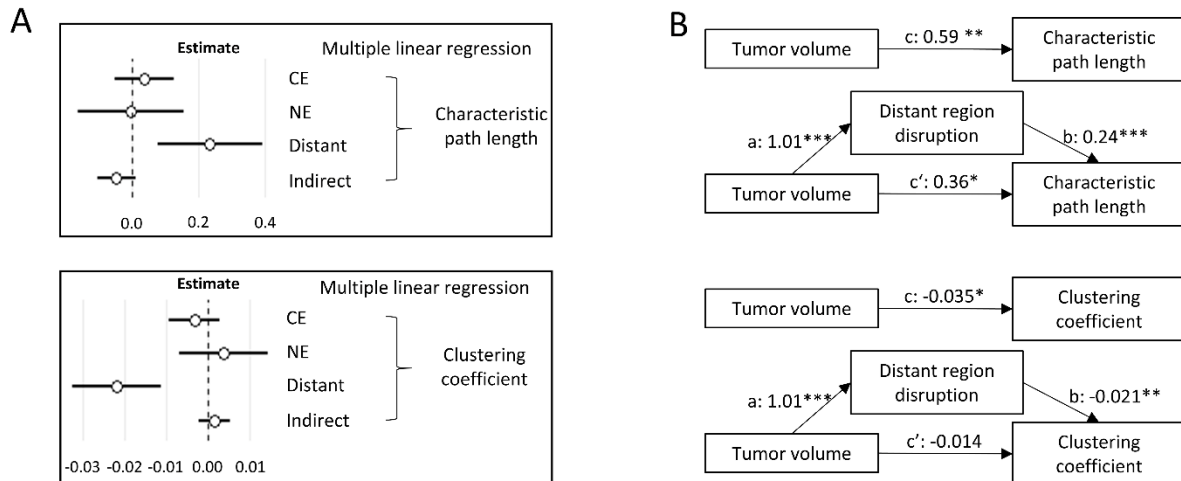 A
Estimate
Multiple linear regression
CE
NE
Distant
Indirect
Characteristic
path length
0.0
0.2
0.4
Estimate
Multiple linear regression
CE
NE
Distant
Indirect
Clustering
coefficient
-0.03
-0.02
-0.01
0.00
0.01
B
Tumor volume
c: 0.59 **
Characteristic
path length
Distant region
disruption
a: 1.01***
b: 0.24***
Tumor volume
c‘: 0.36*
Characteristic
path length
Tumor volume
c: -0.035*
Clustering
coefficient
Distant region
disruption
a: 1.01***
b: -0.021**
Tumor volume
c’: -0.014
Clustering
coefficient